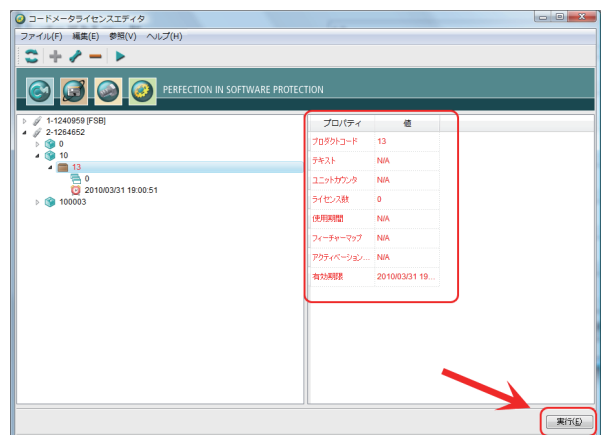 コードメータライセンスエディタ
ファイル(F) 編集(E) 参照(V) ヘルプ(H)
PERFECTION IN SOFTWARE PROTECTION
1-1240959 [FSB]
2-1264652
0
10
13
0
2010/03/31 19:00:51
100003
プロパティ 値
プロダクトコード 13
テキスト N/A
ユニットカウンタ N/A
ライセンス数 0
使用期間 N/A
フィーチャーマップ N/A
アクティベーション... N/A
有効期限 2010/03/31 19...
実行(E)